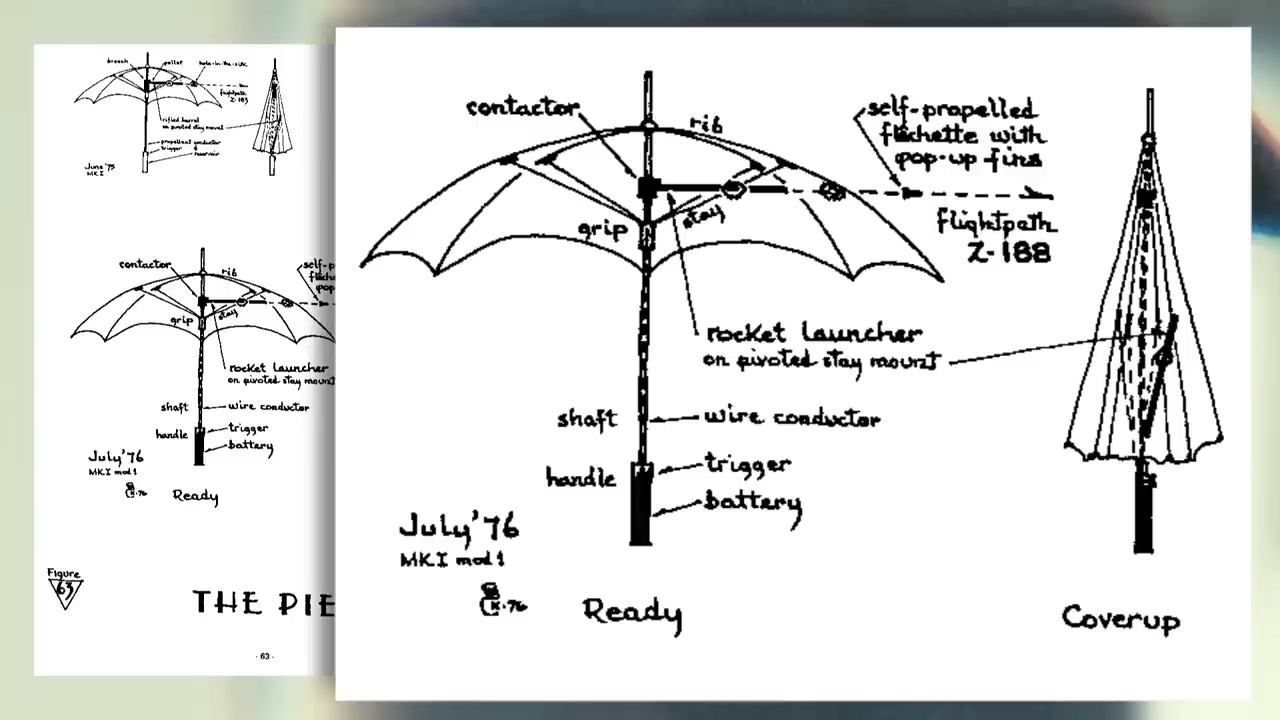 breech
pellet
hole-in-the-slide
flightpath
Z-188
rifled barrel
on pivoted stay mount
propellant conductor
trigger
reservoir
June '75
MK.I
contactor
rib
grip
stay
rocket launcher
on pivoted stay mount
shaft
wire conductor
handle
trigger
battery
July '76
MK.I mod 1
Ready
Figure
63
THE PIE
- 63 -
contactor
rib
self-propelled
flechette with
pop-up fins
grip
stay
flightpath
Z-188
rocket launcher
on pivoted stay mount
shaft
wire conductor
handle
trigger
battery
July '76
MK.I mod 1
Ready
Coverup